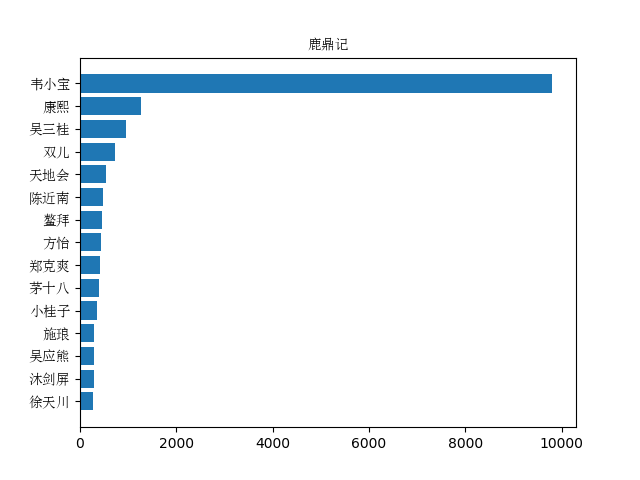 鹿鼎记
韦小宝
康熙
吴三桂
双儿
天地会
陈近南
鳌拜
方怡
郑克爽
茅十八
小桂子
施琅
吴应熊
沐剑屏
徐天川
0 2000 4000 6000 8000 10000